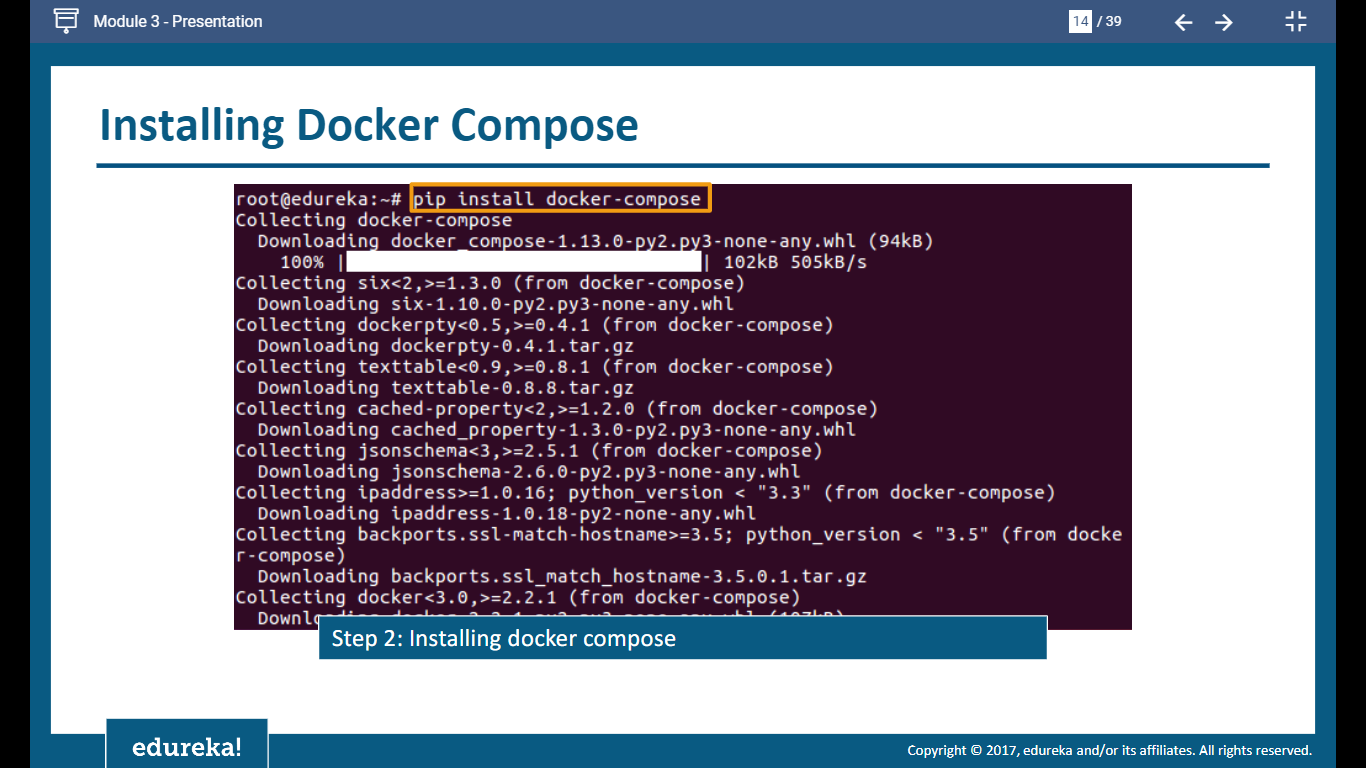 Module 3 - Presentation
14 / 39
Installing Docker Compose
root@edureka:~# pip install docker-compose
Collecting docker-compose
Downloading docker_compose-1.13.0-py2.py3-none-any.whl (94kB)
100% | | 102kB 505kB/s
Collecting six<2,>=1.3.0 (from docker-compose)
Downloading six-1.10.0-py2.py3-none-any.whl
Collecting dockerpty<0.5,>=0.4.1 (from docker-compose)
Downloading dockerpty-0.4.1.tar.gz
Collecting texttable<0.9,>=0.8.1 (from docker-compose)
Downloading texttable-0.8.8.tar.gz
Collecting cached-property<2,>=1.2.0 (from docker-compose)
Downloading cached_property-1.3.0-py2.py3-none-any.whl
Collecting jsonschema<3,>=2.5.1 (from docker-compose)
Downloading jsonschema-2.6.0-py2.py3-none-any.whl
Collecting ipaddress>=1.0.16; python_version < "3.3" (from docker-compose)
Downloading ipaddress-1.0.18-py2-none-any.whl
Collecting backports.ssl-match-hostname>=3.5; python_version < "3.5" (from docke
r-compose)
Downloading backports.ssl_match_hostname-3.5.0.1.tar.gz
Collecting docker<3.0,>=2.2.1 (from docker-compose)
Step 2: Installing docker compose
edureka!
Copyright © 2017, edureka and/or its affiliates. All rights reserved.